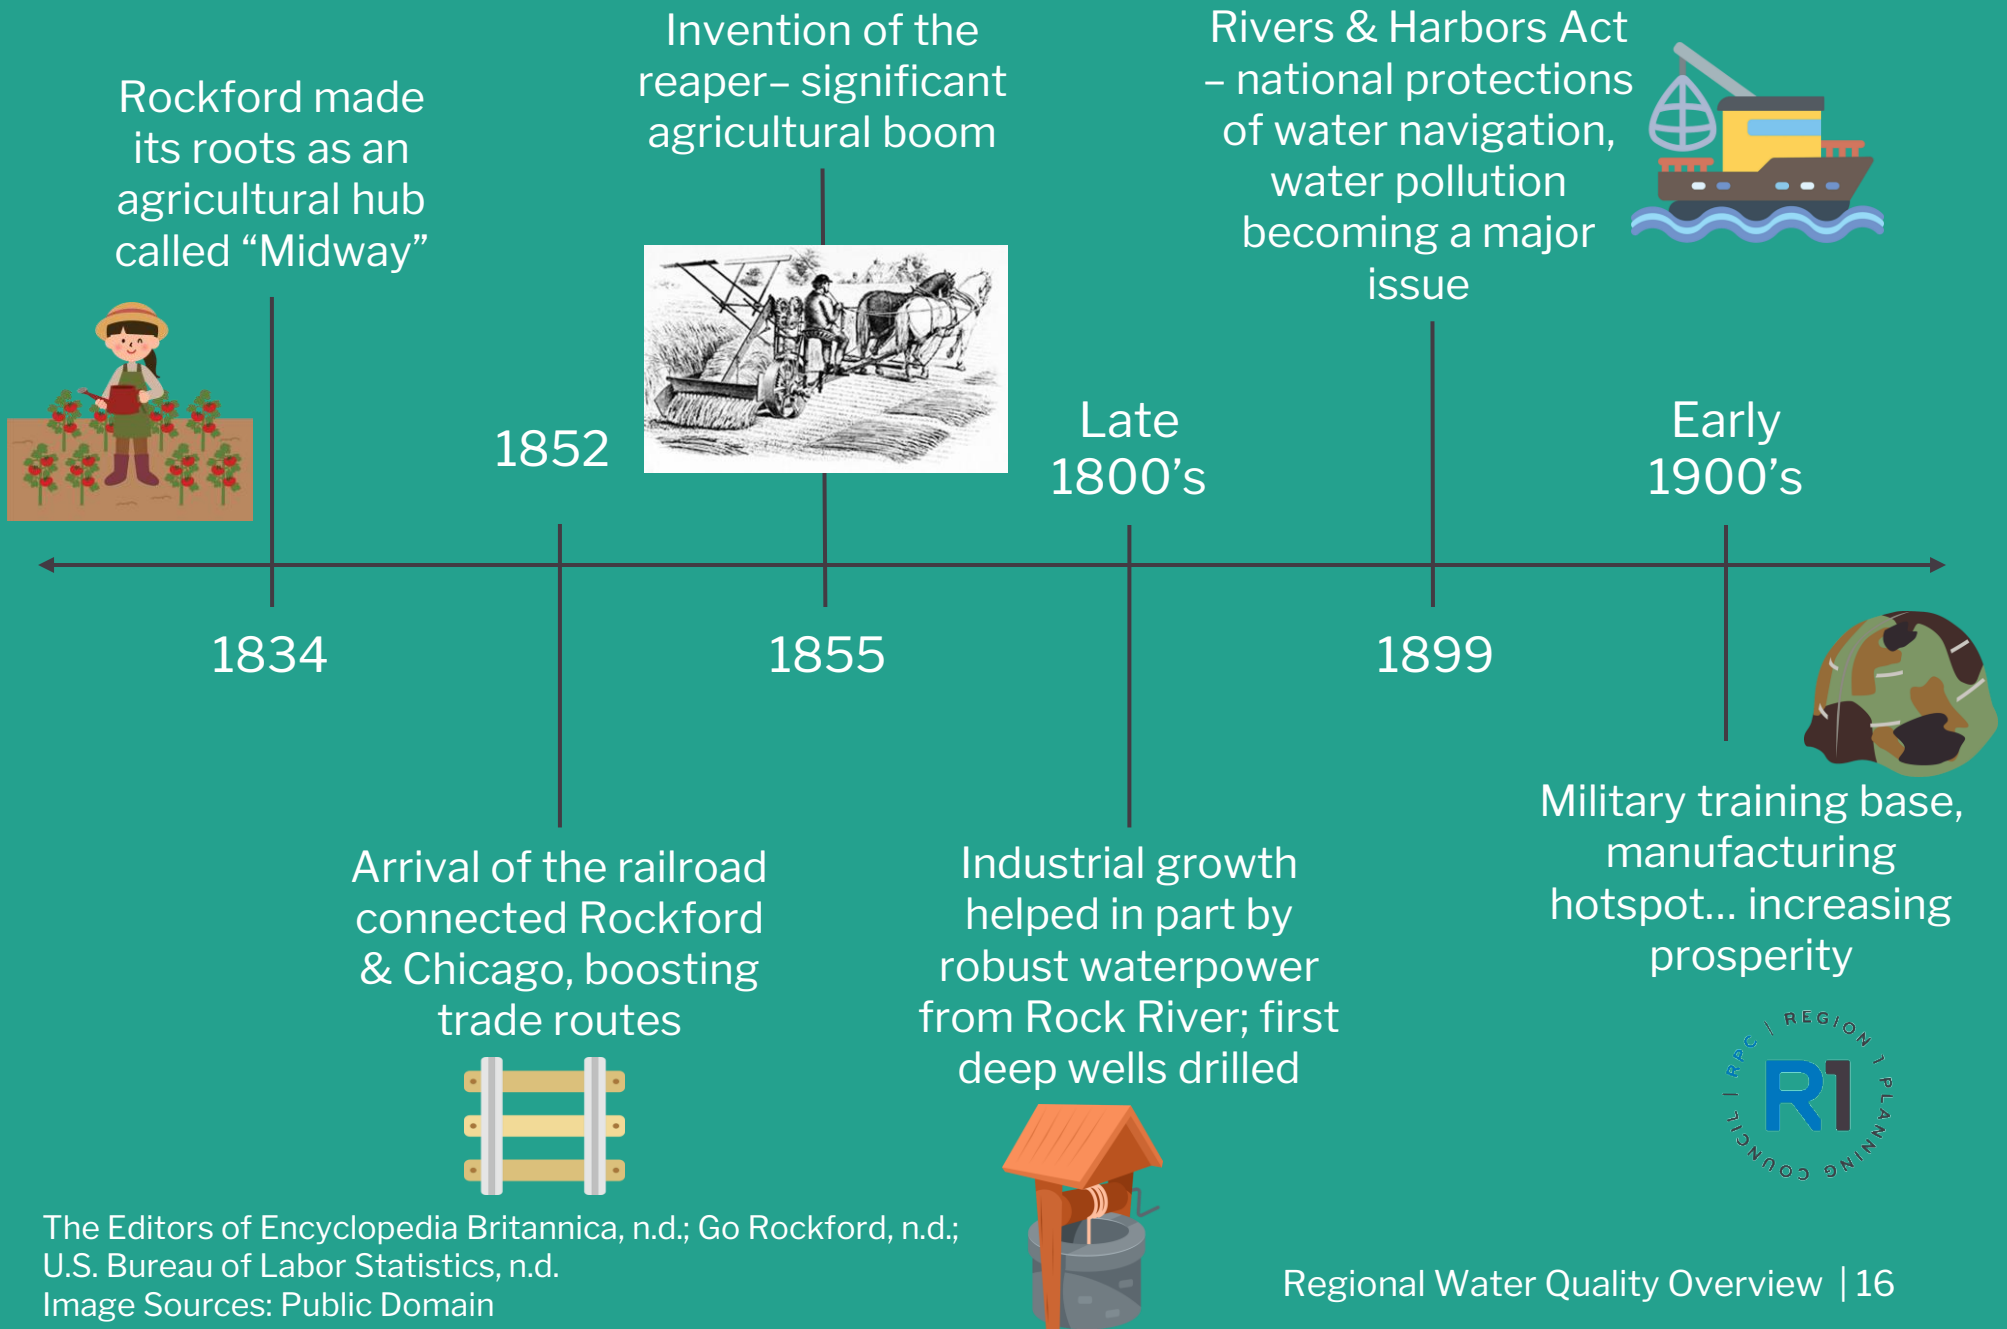 Rockford made
its roots as an
agricultural hub
called “Midway”
1834
1852
Arrival of the railroad
connected Rockford
& Chicago, boosting
trade routes
Invention of the
reaper– significant
agricultural boom
1855
Late
1800’s
Industrial growth
helped in part by
robust waterpower
from Rock River; first
deep wells drilled
Rivers & Harbors Act
– national protections
of water navigation,
water pollution
becoming a major
issue
1899
Early
1900’s
Military training base,
manufacturing
hotspot... increasing
prosperity
RPC | REGION 1 PLANNING COUNCIL |
R1
The Editors of Encyclopedia Britannica, n.d.; Go Rockford, n.d.;
U.S. Bureau of Labor Statistics, n.d.
Image Sources: Public Domain
Regional Water Quality Overview | 16